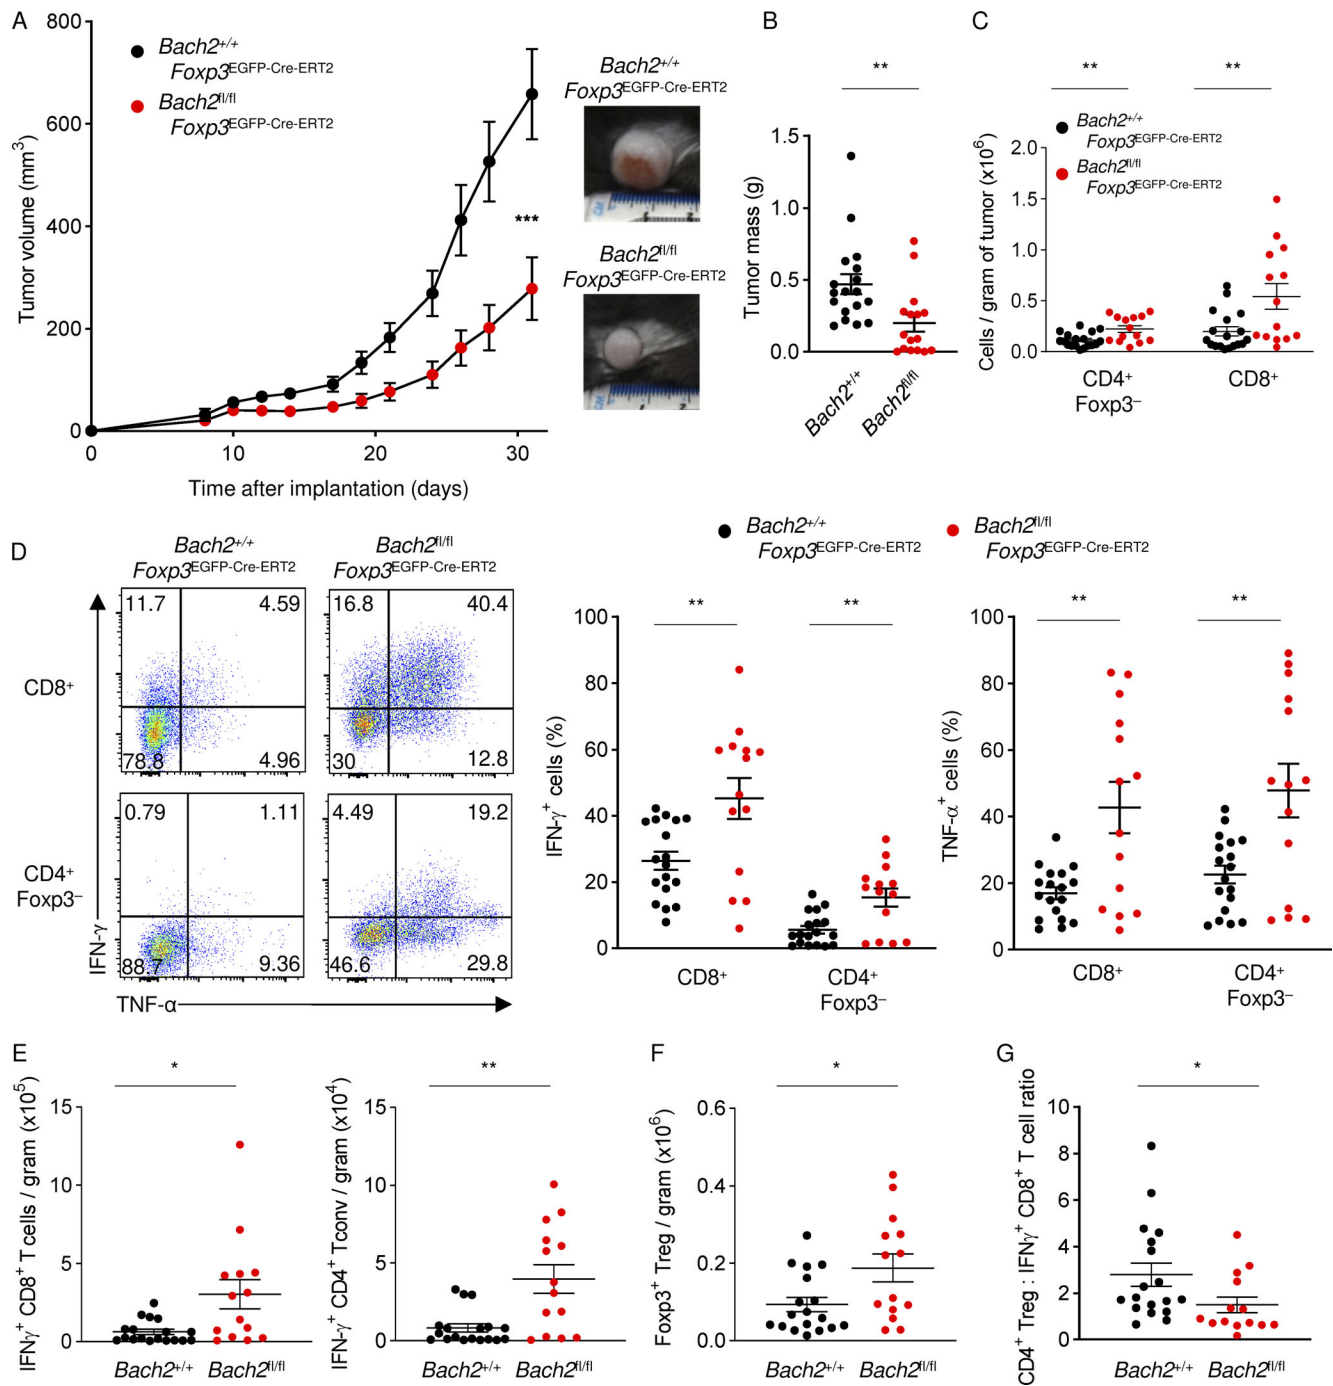 A
800
600
400
200
0
Tumor volume (mm³)
0
10
20
30
Time after implantation (days)
Bach2+/+
Foxp3EGFP-Cre-ERT2
Bach2fl/fl
Foxp3EGFP-Cre-ERT2
***
Bach2+/+
Foxp3EGFP-Cre-ERT2
CM
1
Bach2fl/fl
Foxp3EGFP-Cre-ERT2
CM
1
B
**
1.5
1.0
0.5
0.0
Tumor mass (g)
Bach2+/+
Bach2fl/fl
C
**
**
Bach2+/+
Foxp3EGFP-Cre-ERT2
Bach2fl/fl
Foxp3EGFP-Cre-ERT2
2.0
1.5
1.0
0.5
0.0
Cells / gram of tumor (x10⁶)
CD4+
Foxp3–
CD8+
D
Bach2+/+
Foxp3EGFP-Cre-ERT2
Bach2fl/fl
Foxp3EGFP-Cre-ERT2
CD8+
11.7
4.59
78.8
4.96
16.8
40.4
30
12.8
CD4+
Foxp3–
0.79
1.11
88.7
9.36
4.49
19.2
46.6
29.8
IFN-γ
TNF-α
Bach2+/+
Foxp3EGFP-Cre-ERT2
Bach2fl/fl
Foxp3EGFP-Cre-ERT2
**
**
100
80
60
40
20
0
IFN-γ+ cells (%)
CD8+
CD4+
Foxp3–
**
**
100
80
60
40
20
0
TNF-α+ cells (%)
CD8+
CD4+
Foxp3–
E
*
15
10
5
0
IFNγ+ CD8+ T cells / gram (x10⁵)
Bach2+/+
Bach2fl/fl
**
15
10
5
0
IFN-γ+ CD4+ Tconv / gram (x10⁴)
Bach2+/+
Bach2fl/fl
F
*
0.6
0.4
0.2
0.0
Foxp3+ Treg / gram (x10⁶)
Bach2+/+
Bach2fl/fl
G
*
10
8
6
4
2
0
CD4+ Treg : IFNγ+ CD8+ T cell ratio
Bach2+/+
Bach2fl/fl